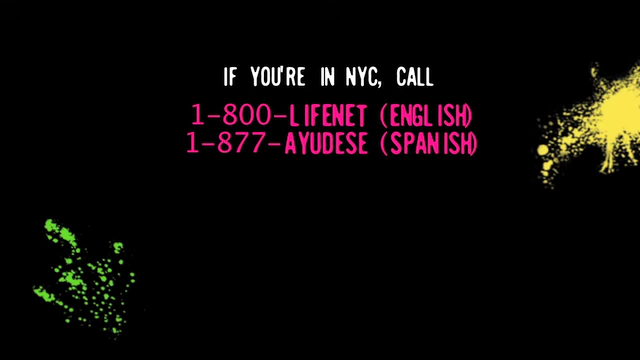 IF YOU'RE IN NYC, CALL
1-800-LIFENET (ENGLISH)
1-877-AYUDESE (SPANISH)